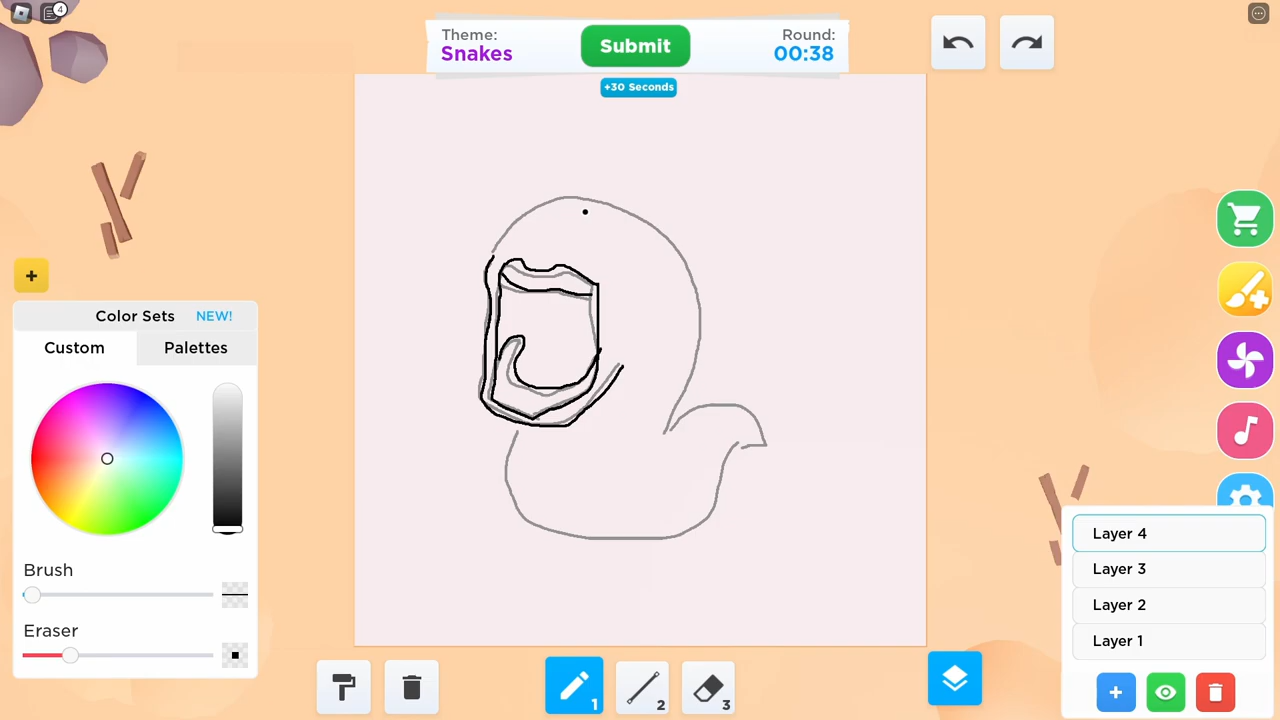 4
Theme:
Snakes
Submit
Round:
00:38
+30 Seconds
+
Color Sets NEW!
Custom Palettes
Brush
Eraser
1
2
3
Layer 4
Layer 3
Layer 2
Layer 1
+